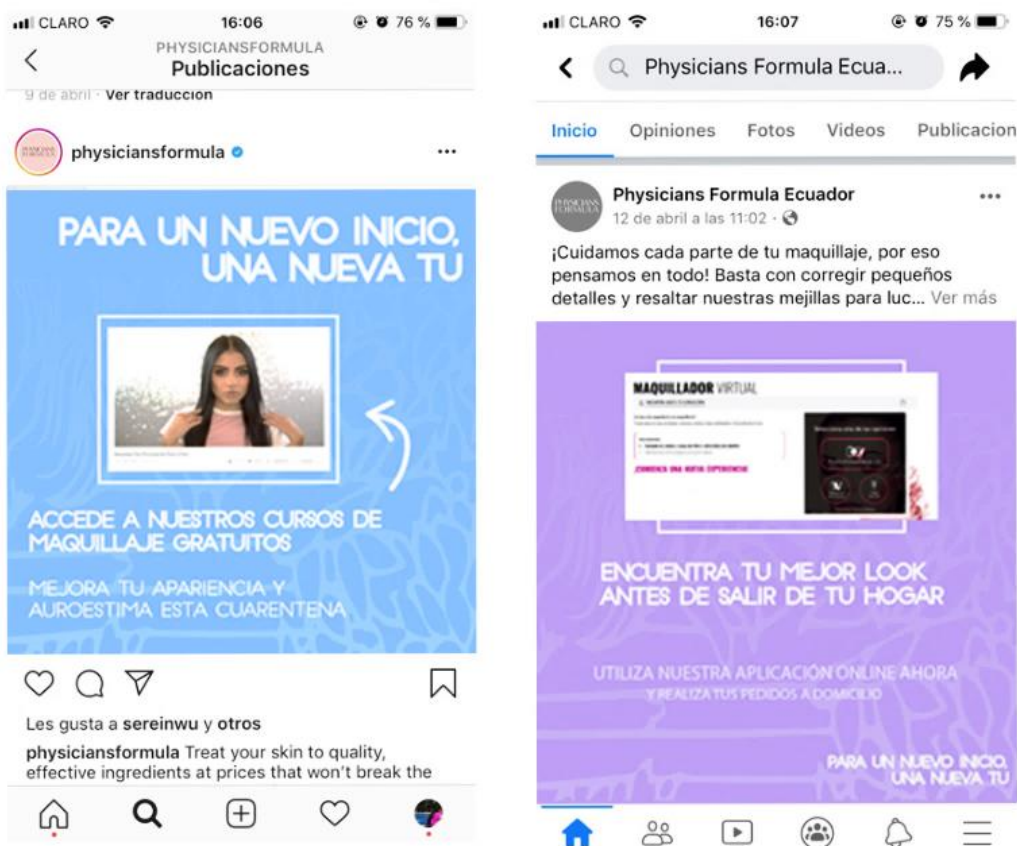 CLARO 16:06 76 %
PHYSICIANSFORMULA
Publicaciones
9 de abril · Ver traducción
physiciansformula
PARA UN NUEVO INICIO,
UNA NUEVA TÚ
ACCEDE A NUESTROS CURSOS DE
MAQUILLAJE GRATUITOS
MEJORA TU APARIENCIA Y
AUROESTIMA ESTA CUARENTENA
Les gusta a sereinwu y otros
physiciansformula Treat your skin to quality,
effective ingredients at prices that won't break the
CLARO 16:07 75 %
Physicians Formula Ecua...
Inicio Opiniones Fotos Videos Publicacion
PHYSICIANS
FORMULA
Physicians Formula Ecuador
12 de abril a las 11:02
¡Cuidamos cada parte de tu maquillaje, por eso
pensamos en todo! Basta con corregir pequeños
detalles y resaltar nuestras mejillas para luc... Ver más
MAQUILLADOR VIRTUAL
¡COMIENZA UNA NUEVA EXPERIENCIA!
ENCUENTRA TU MEJOR LOOK
ANTES DE SALIR DE TU HOGAR
UTILIZA NUESTRA APLICACIÓN ONLINE AHORA
Y REALIZA TUS PEDIDOS A DOMICILIO
PARA UN NUEVO INICIO,
UNA NUEVA TÚ